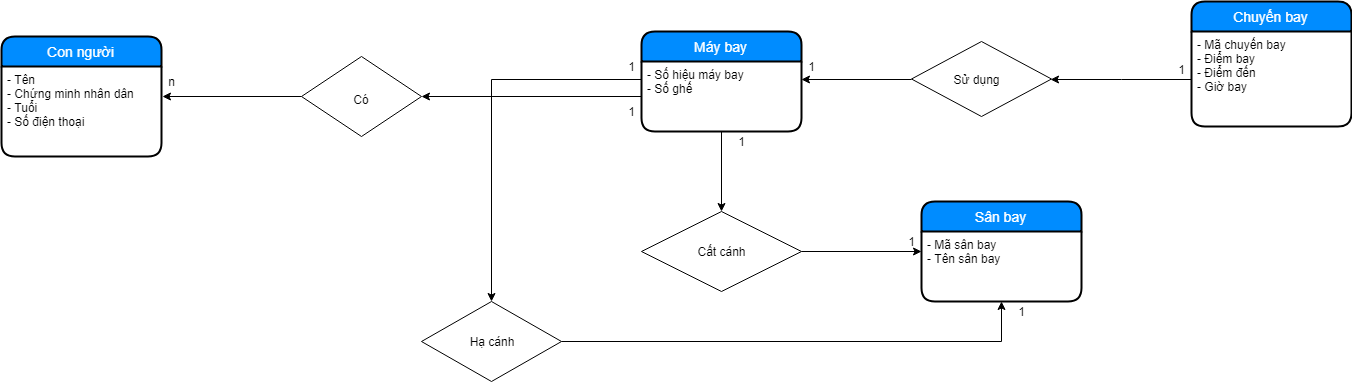 Con người
- Tên
- Chứng minh nhân dân
- Tuổi
- Số điện thoại
n
Có
1
1
Máy bay
- Số hiệu máy bay
- Số ghế
1
1
Sử dụng
1
Chuyến bay
- Mã chuyến bay
- Điểm bay
- Điểm đến
- Giờ bay
Cất cánh
1
Sân bay
- Mã sân bay
- Tên sân bay
1
Hạ cánh